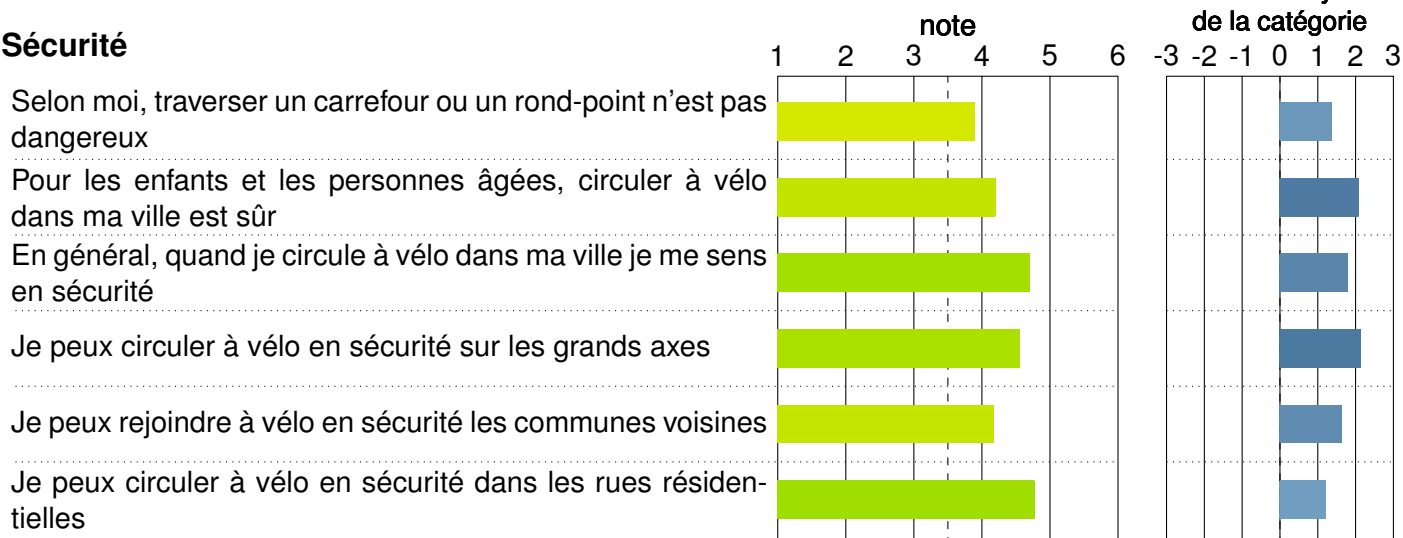 note
de la catégorie
Sécurité
1 2 3 4 5 6
-3 -2 -1 0 1 2 3
Selon moi, traverser un carrefour ou un rond-point n'est pas
dangereux
Pour les enfants et les personnes âgées, circuler à vélo
dans ma ville est sûr
En général, quand je circule à vélo dans ma ville je me sens
en sécurité
Je peux circuler à vélo en sécurité sur les grands axes
Je peux rejoindre à vélo en sécurité les communes voisines
Je peux circuler à vélo en sécurité dans les rues résiden-
tielles